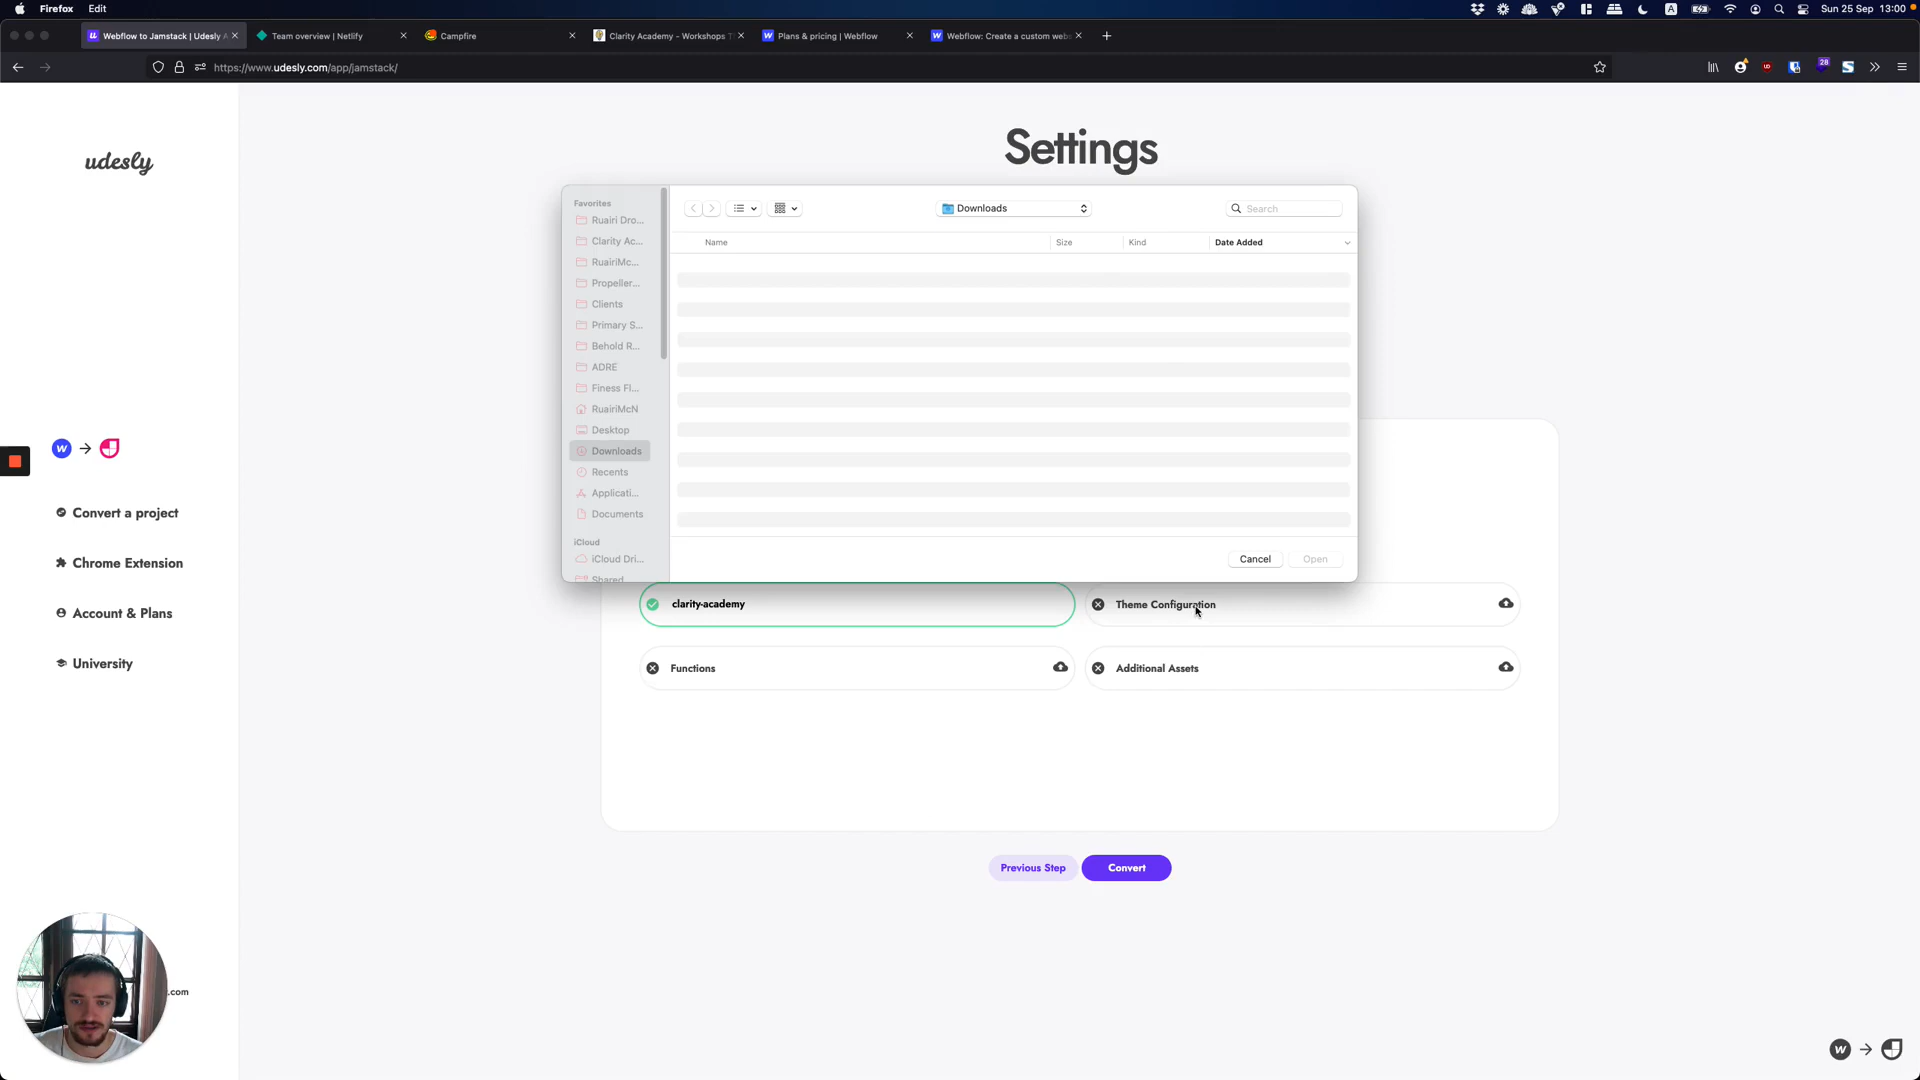 Firefox Edit
A
Sun 25 Sep 13:00
Webflow to Jamstack | Udesly A
Team overview | Netlify
Campfire
Clarity Academy - Workshops T
Plans & pricing | Webflow
Webflow: Create a custom webs
https://www.udesly.com/app/jamstack/
28
udesly
Convert a project
Chrome Extension
Account & Plans
University
.com
Settings
Favorites
Ruairi Dro...
Clarity Ac...
RuairiMc...
Propeller...
Clients
Primary S...
Behold R...
ADRE
Finess Fl...
RuairiMcN
Desktop
Downloads
Recents
Applicati...
Documents
iCloud
iCloud Dri...
Shared
Downloads
Search
Name Size Kind Date Added
Cancel Open
clarity-academy
Theme Configuration
Functions
Additional Assets
Previous Step Convert